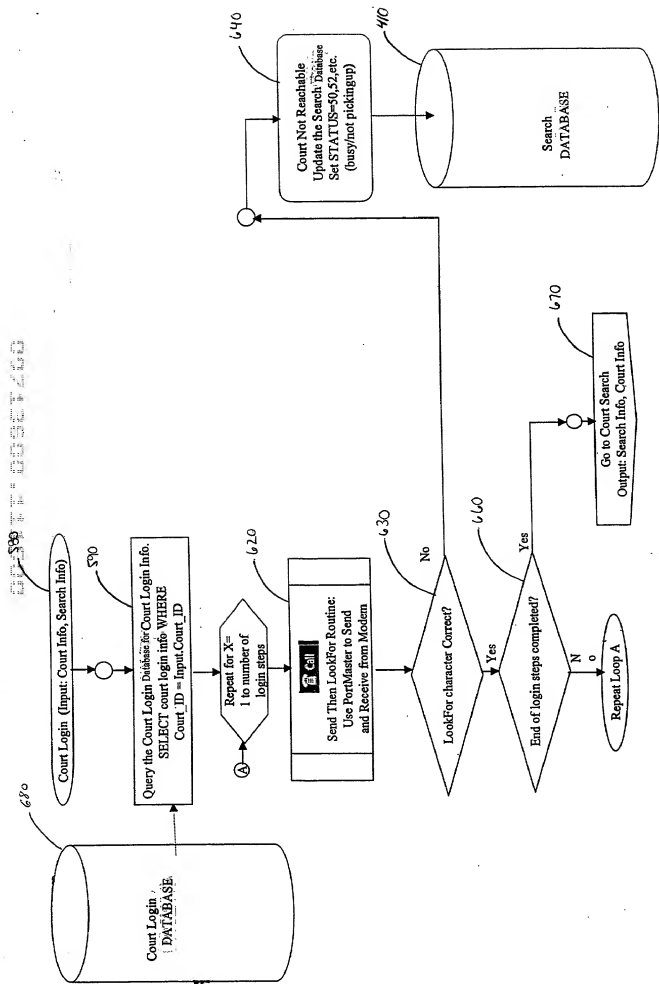 680
Court Login
DATABASE
580
Court Login (Input: Court Info, Search Info)
590
Query the Court Login Database for Court Login Info.
SELECT court login info WHERE
Court_ID = Input.Court_ID
A
Repeat for X=
1 to number of
login steps
620
Call
Send Then LookFor Routine:
Use PortMaster to Send
and Receive from Modem
630
LookFor character Correct?
No
Yes
640
Court Not Reachable
Update the Search Database
Set STATUS=50,52,etc.
(busy/not pickingup)
410
Search
DATABASE
660
End of login steps completed?
Yes
N
o
Repeat Loop A
670
Go to Court Search
Output: Search Info, Court Info